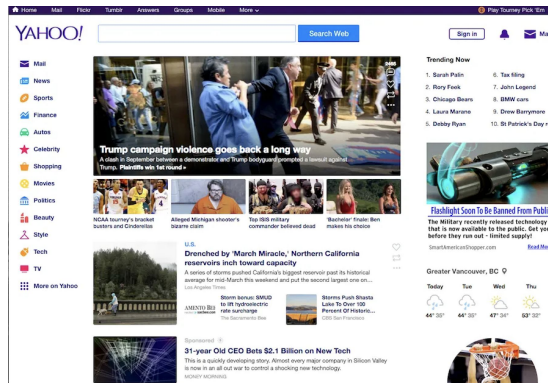 Home Mail Flickr Tumblr Answers Groups Mobile More
Play Tourney Pick 'Em
YAHOO!
Search Web
Sign in
Mail
News
Sports
Finance
Autos
Celebrity
Shopping
Movies
Politics
Beauty
Style
Tech
TV
More on Yahoo
Trump campaign violence goes back a long way
A clash in September between a demonstrator and Trump bodyguard prompted a lawsuit against
Trump. Plaintiffs win 1st round »
NCAA tourney's bracket
busters and Cinderellas
Alleged Michigan shooter's
bizarre claim
Top ISIS military
commander believed dead
'Bachelor' finale: Ben
makes his choice
U.S.
Drenched by 'March Miracle,' Northern California
reservoirs inch toward capacity
A series of storms pushed California's biggest reservoir past its historical
average for mid-March this weekend and put the second largest one on...
Los Angeles Times
Storm bonus: SMUD
to lift hydroelectric
rate surcharge
The Sacramento Bee
Storms Push Shasta
Lake To Over 100
Percent Of Historic...
CBS San Francisco
Sponsored
31-year Old CEO Bets $2.1 Billion on New Tech
This is a quickly developing story. Almost every major company in Silicon Valley
is now in an all out war to control a shocking new technology.
MONEY MORNING
Trending Now
1. Sarah Palin
2. Rory Feek
3. Chicago Bears
4. Laura Marane
5. Debby Ryan
6. Tax filing
7. John Legend
8. BMW cars
9. Drew Barrymore
10. St Patrick's Day
Flashlight Soon To Be Banned From Publi
The Military recently released technology
that is now available to the public. Get yo
before they run out - limited supply!
SmartAmericanShopper.com
Read Mo
Greater Vancouver, BC
Today Tue Wed Thu
44° 38° 44° 35° 47° 34° 53° 32°